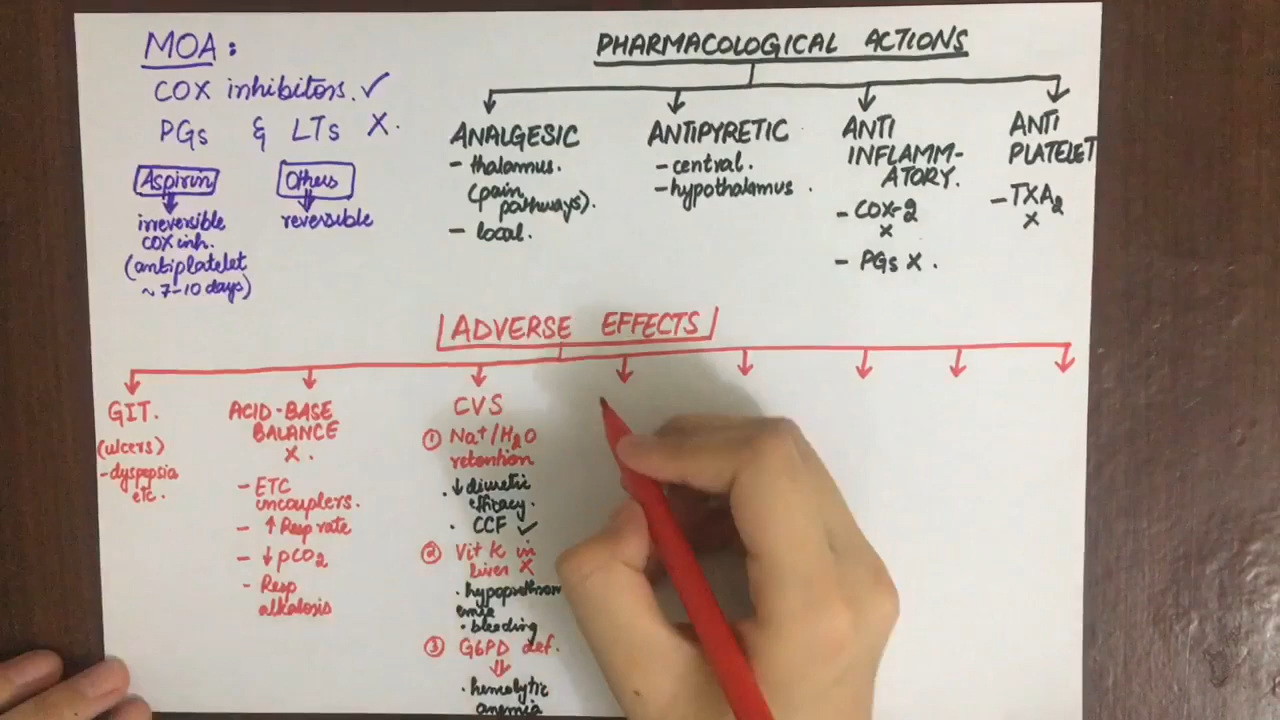 MOA:
COX inhibitors. ✓
PGs & LTs X.
Aspirin
irreversible
COX inh.
(antiplatelet
~ 7-10 days)
Others
reversible
PHARMACOLOGICAL ACTIONS
ANALGESIC
- thalamus.
(pain
pathways).
- local.
ANTIPYRETIC
- central.
- hypothalamus.
ANTI
INFLAMM-
ATORY.
- COX-2
X
- PGs X.
ANTI
PLATELET
- TXA2
X
ADVERSE EFFECTS
GIT.
(ulcers)
- dyspepsia
etc.
ACID-BASE
BALANCE
X.
- ETC
uncouplers.
- ↑ Resp rate
- ↓ pCO2
- Resp
alkalosis
CVS
① Na+/H2O
retention
. ↓ diuretic
efficacy.
. CCF ✓
② Vit K in
liver X
. hypoprothrom
emia
. bleeding
③ G6PD def.
⇓
. hemolytic
anemia